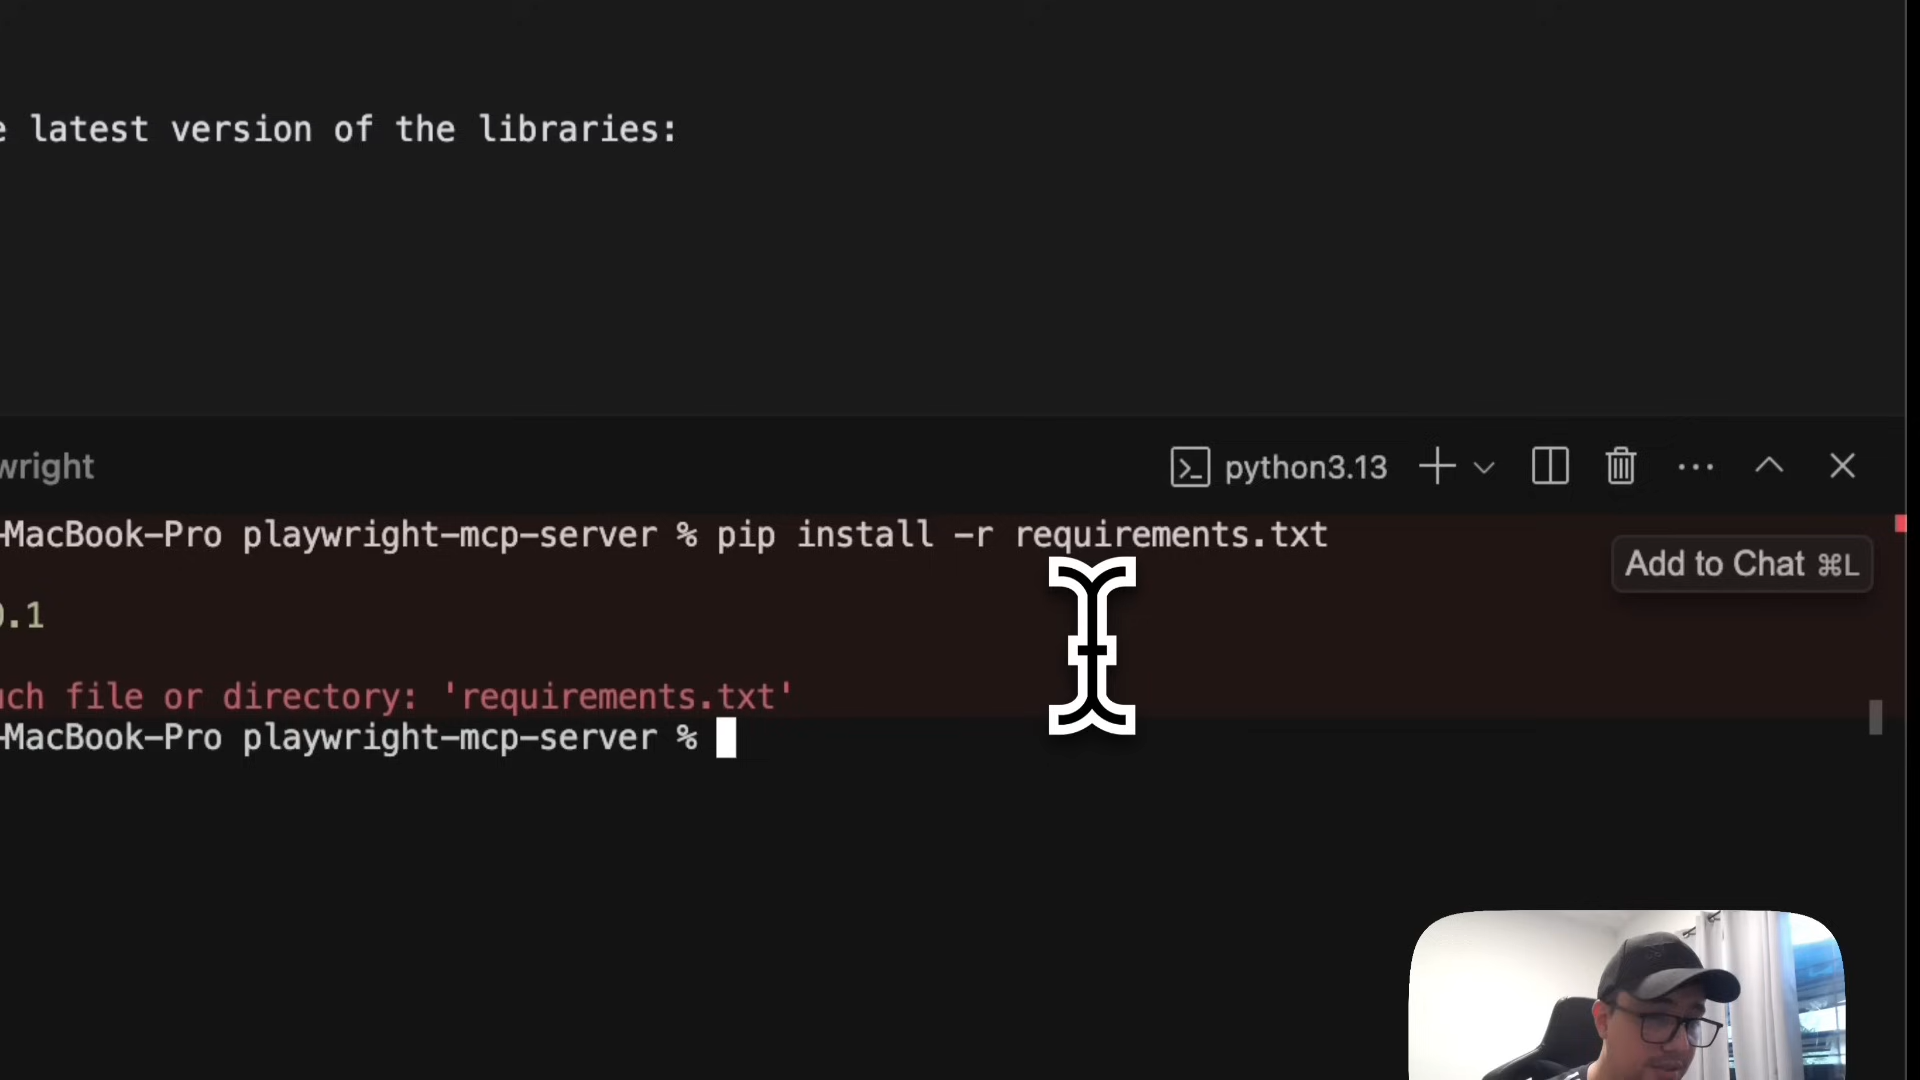 latest version of the libraries:
wright
python3.13
MacBook-Pro playwright-mcp-server % pip install -r requirements.txt
Add to Chat ⌘L
.1
file or directory: 'requirements.txt'
MacBook-Pro playwright-mcp-server %